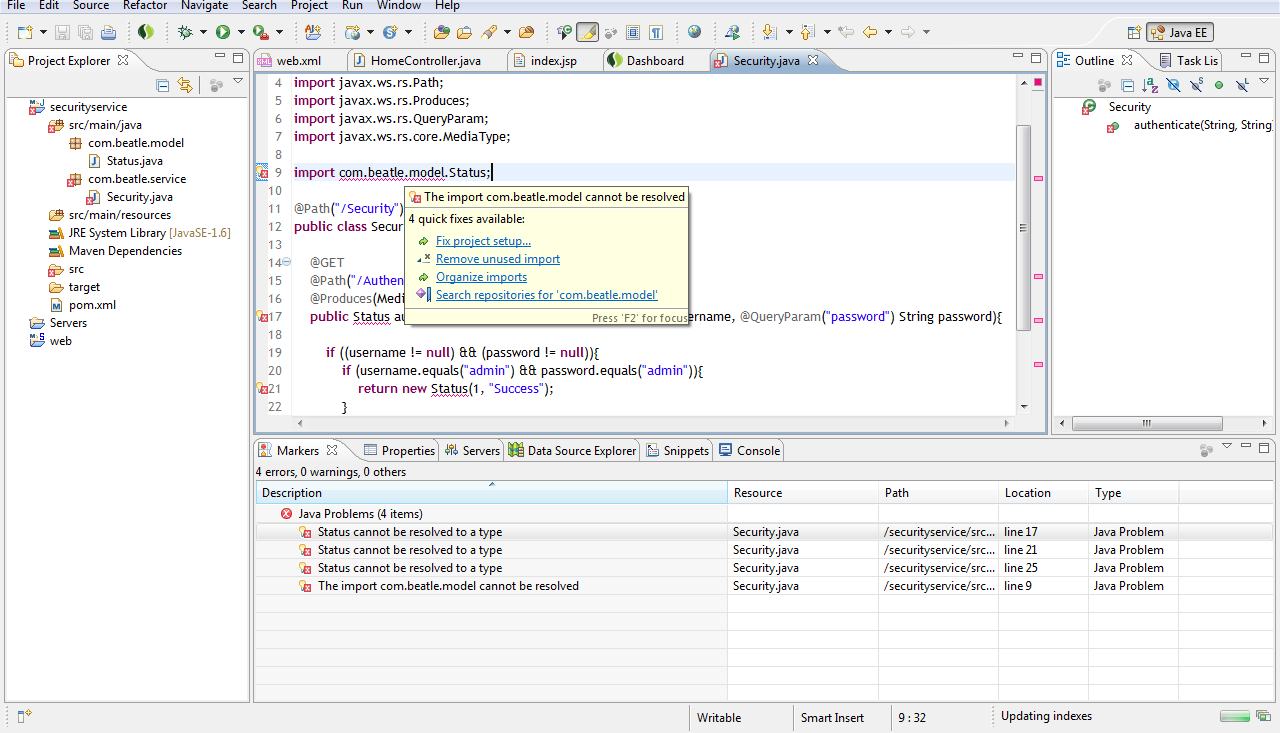 File Edit Source Refactor Navigate Search Project Run Window Help
Java EE
Project Explorer
securityservice
src/main/java
com.beatle.model
Status.java
com.beatle.service
Security.java
src/main/resources
JRE System Library [JavaSE-1.6]
Maven Dependencies
src
target
pom.xml
Servers
web
web.xml HomeController.java index.jsp Dashboard Security.java
4 import javax.ws.rs.Path;
5 import javax.ws.rs.Produces;
6 import javax.ws.rs.QueryParam;
7 import javax.ws.rs.core.MediaType;
8
9 import com.beatle.model.Status;
10
11 @Path("/Security")
12 public class Secur
13
14 @GET
15 @Path("/Authen
16 @Produces(Medi
17 public Status au ername, @QueryParam("password") String password){
18
19 if ((username != null) && (password != null)){
20 if (username.equals("admin") && password.equals("admin")){
21 return new Status(1, "Success");
22 }
The import com.beatle.model cannot be resolved
4 quick fixes available:
Fix project setup...
Remove unused import
Organize imports
Search repositories for 'com.beatle.model'
Press 'F2' for focus
Outline Task Lis
Security
authenticate(String, String)
Markers Properties Servers Data Source Explorer Snippets Console
4 errors, 0 warnings, 0 others
Description Resource Path Location Type
Java Problems (4 items)
Status cannot be resolved to a type Security.java /securityservice/src... line 17 Java Problem
Status cannot be resolved to a type Security.java /securityservice/src... line 21 Java Problem
Status cannot be resolved to a type Security.java /securityservice/src... line 25 Java Problem
The import com.beatle.model cannot be resolved Security.java /securityservice/src... line 9 Java Problem
Writable Smart Insert 9 : 32 Updating indexes